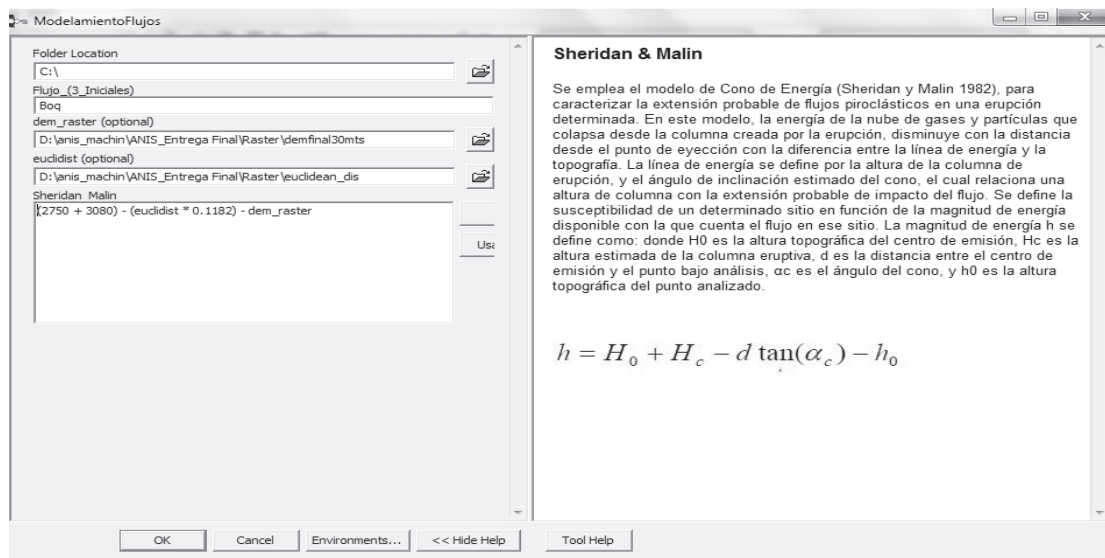 ModelamientoFlujos
Folder Location
C:\
Flujo_(3_Iniciales)
Boq
dem_raster (optional)
D:\anis_machin\ANIS_Entrega Final\Raster\demfinal30mts
euclidist (optional)
D:\anis_machin\ANIS_Entrega Final\Raster\euclidean_dis
Sheridan_Malin
(2750 + 3080) - (euclidist * 0.1182) - dem_raster
Usa
Sheridan & Malin
Se emplea el modelo de Cono de Energía (Sheridan y Malin 1982), para
caracterizar la extensión probable de flujos piroclásticos en una erupción
determinada. En este modelo, la energía de la nube de gases y partículas que
colapsa desde la columna creada por la erupción, disminuye con la distancia
desde el punto de eyección con la diferencia entre la línea de energía y la
topografía. La línea de energía se define por la altura de la columna de
erupción, y el ángulo de inclinación estimado del cono, el cual relaciona una
altura de columna con la extensión probable de impacto del flujo. Se define la
susceptibilidad de un determinado sitio en función de la magnitud de energía
disponible con la que cuenta el flujo en ese sitio. La magnitud de energía h se
define como: donde H0 es la altura topográfica del centro de emisión, Hc es la
altura estimada de la columna eruptiva, d es la distancia entre el centro de
emisión y el punto bajo análisis, αc es el ángulo del cono, y h0 es la altura
topográfica del punto analizado.
h = H₀ + H_c − d tan(α_c) − h₀
OK
Cancel
Environments...
<< Hide Help
Tool Help